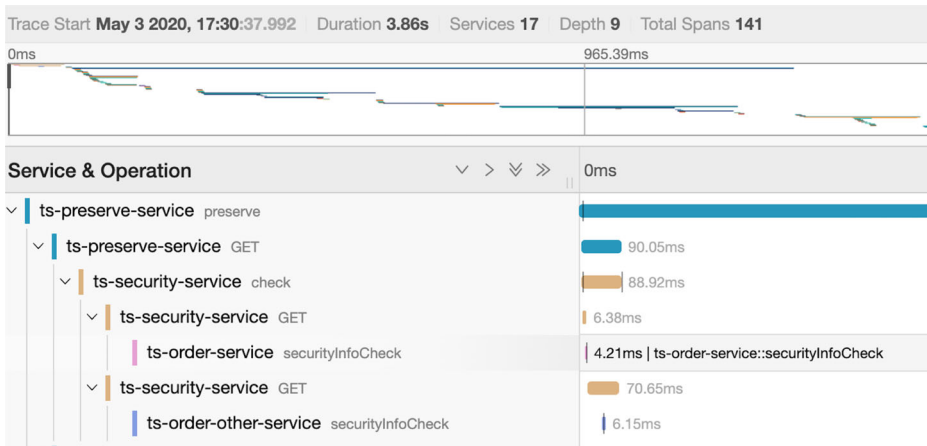 Trace Start May 3 2020, 17:30:37.992 Duration 3.86s Services 17 Depth 9 Total Spans 141
0ms 965.39ms
Service & Operation 0ms
ts-preserve-service preserve
ts-preserve-service GET 90.05ms
ts-security-service check 88.92ms
ts-security-service GET 6.38ms
ts-order-service securityInfoCheck 4.21ms | ts-order-service::securityInfoCheck
ts-security-service GET 70.65ms
ts-order-other-service securityInfoCheck 6.15ms